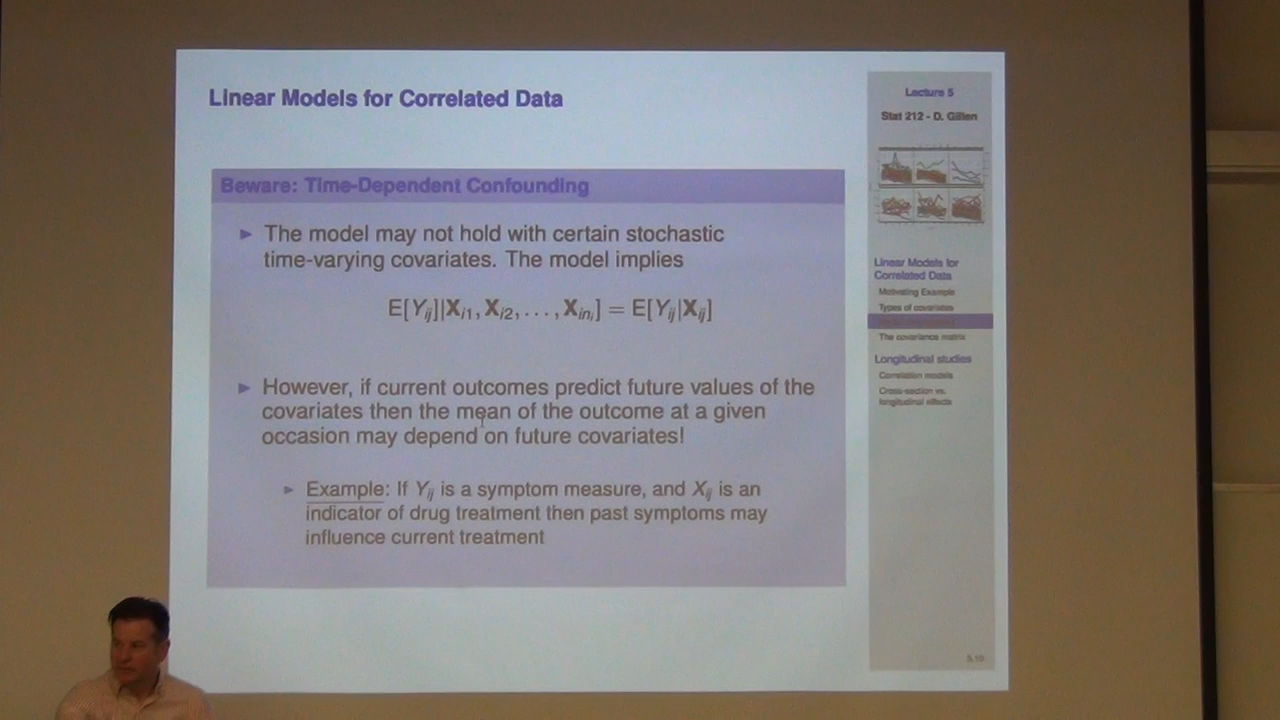 Linear Models for Correlated Data
Beware: Time-Dependent Confounding
► The model may not hold with certain stochastic
time-varying covariates. The model implies
E[Y_ij]|X_i1, X_i2, . . . , X_in_i] = E[Y_ij|X_ij]
► However, if current outcomes predict future values of the
covariates then the mean of the outcome at a given
occasion may depend on future covariates!
► Example: If Y_ij is a symptom measure, and X_ij is an
indicator of drug treatment then past symptoms may
influence current treatment
Lecture 5
Stat 212 - D. Gillen
Linear Models for
Correlated Data
Motivating Example
Types of covariates
The covariance matrix
Longitudinal studies
Correlation models
Cross-section vs.
longitudinal effects
5.10